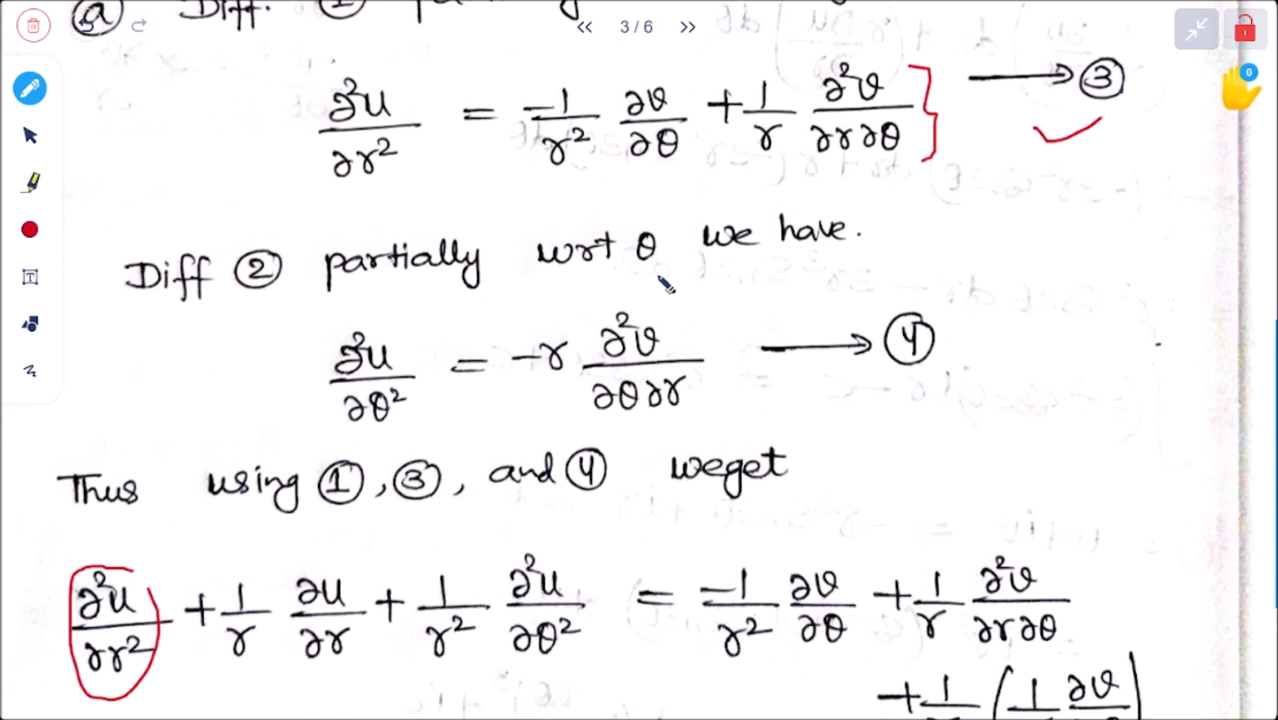 ⓐ Diff. ① partially
3 / 6
∂²u/∂r² = -1/r² ∂v/∂θ + 1/r ∂²v/∂r∂θ ⟶ ③
Diff ② partially wrt θ we have.
∂²u/∂θ² = -r ∂²v/∂θ∂r ⟶ ④
Thus using ①, ③, and ④ weget
∂²u/∂r² + 1/r ∂u/∂r + 1/r² ∂²u/∂θ² = -1/r² ∂v/∂θ + 1/r ∂²v/∂r∂θ